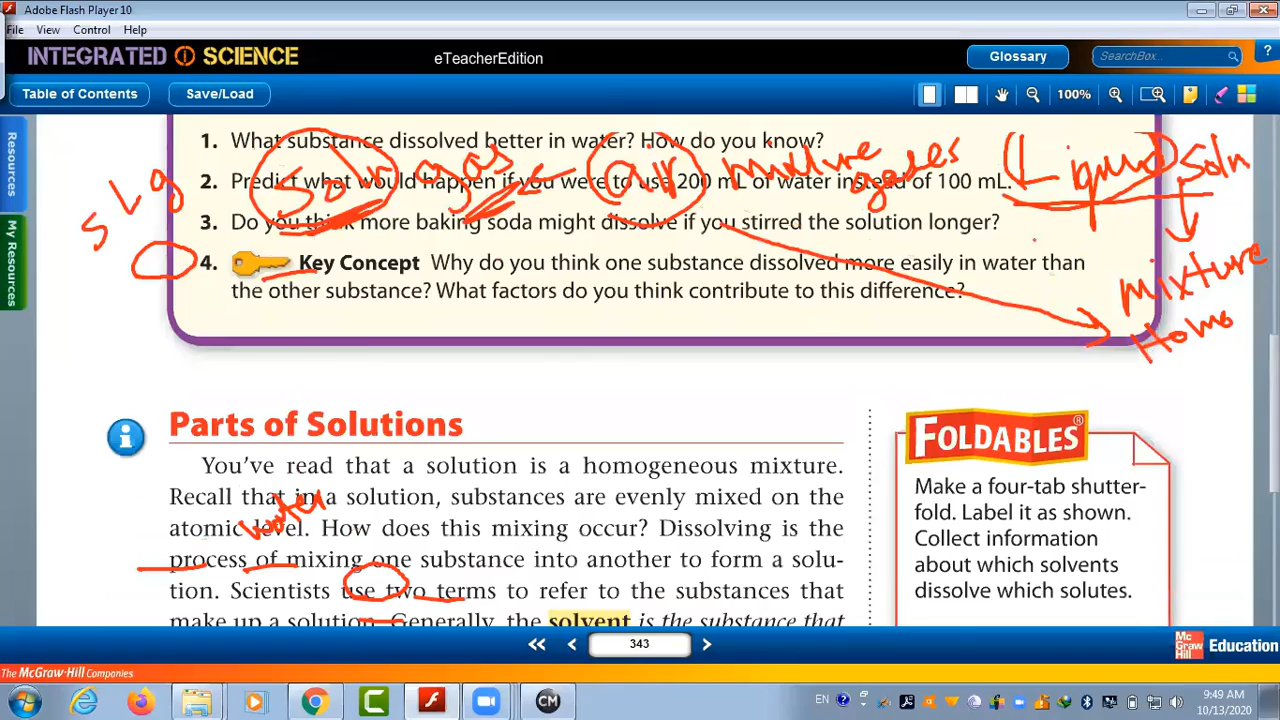 Adobe Flash Player 10
File View Control Help
INTEGRATED i SCIENCE
eTeacherEdition
Glossary
SearchBox...
?
Table of Contents
Save/Load
100%
Resources
My Resources
1. What substance dissolved better in water? How do you know?
2. Predict what would happen if you were to use 200 mL of water instead of 100 mL.
3. Do you think more baking soda might dissolve if you stirred the solution longer?
4. Key Concept Why do you think one substance dissolved more easily in water than
the other substance? What factors do you think contribute to this difference?
S L g
Soln gas
air mixture
gases
Liquid Soln
mixture
Homo
Parts of Solutions
You've read that a solution is a homogeneous mixture.
Recall that in a solution, substances are evenly mixed on the
atomic level. How does this mixing occur? Dissolving is the
process of mixing one substance into another to form a solu-
tion. Scientists use two terms to refer to the substances that
make up a solution. Generally, the solvent is the substance that
water
FOLDABLES®
Make a four-tab shutter-
fold. Label it as shown.
Collect information
about which solvents
dissolve which solutes.
343
Mc
Graw
Hill
Education
The McGraw·Hill Companies
EN
9:49 AM
10/13/2020
CM